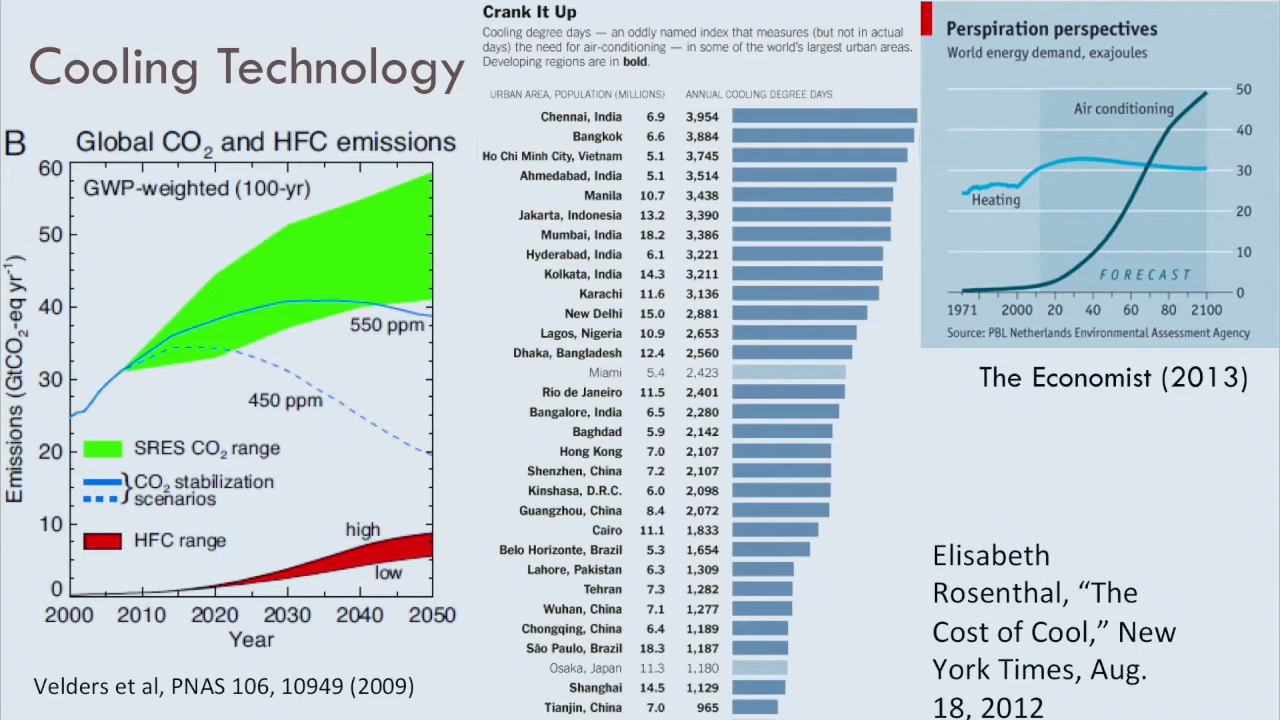 Cooling Technology
B
Global CO2 and HFC emissions
GWP-weighted (100-yr)
60
50
40
30
20
10
0
Emissions (GtCO2-eq yr-1)
550 ppm
450 ppm
SRES CO2 range
CO2 stabilization
scenarios
HFC range
high
low
2000 2010 2020 2030 2040 2050
Year
Velders et al, PNAS 106, 10949 (2009)
Crank It Up
Cooling degree days — an oddly named index that measures (but not in actual
days) the need for air-conditioning — in some of the world's largest urban areas.
Developing regions are in bold.
URBAN AREA, POPULATION (MILLIONS) ANNUAL COOLING DEGREE DAYS
Chennai, India 6.9 3,954
Bangkok 6.6 3,884
Ho Chi Minh City, Vietnam 5.1 3,745
Ahmedabad, India 5.1 3,514
Manila 10.7 3,438
Jakarta, Indonesia 13.2 3,390
Mumbai, India 18.2 3,386
Hyderabad, India 6.1 3,221
Kolkata, India 14.3 3,211
Karachi 11.6 3,136
New Delhi 15.0 2,881
Lagos, Nigeria 10.9 2,653
Dhaka, Bangladesh 12.4 2,560
Miami 5.4 2,423
Rio de Janeiro 11.5 2,401
Bangalore, India 6.5 2,280
Baghdad 5.9 2,142
Hong Kong 7.0 2,107
Shenzhen, China 7.2 2,107
Kinshasa, D.R.C. 6.0 2,098
Guangzhou, China 8.4 2,072
Cairo 11.1 1,833
Belo Horizonte, Brazil 5.3 1,654
Lahore, Pakistan 6.3 1,309
Tehran 7.3 1,282
Wuhan, China 7.1 1,277
Chongqing, China 6.4 1,189
São Paulo, Brazil 18.3 1,187
Osaka, Japan 11.3 1,180
Shanghai 14.5 1,129
Tianjin, China 7.0 965
Perspiration perspectives
World energy demand, exajoules
50
40
30
20
10
0
Air conditioning
Heating
FORECAST
1971 2000 20 40 60 80 2100
Source: PBL Netherlands Environmental Assessment Agency
The Economist (2013)
Elisabeth
Rosenthal, “The
Cost of Cool,” New
York Times, Aug.
18, 2012